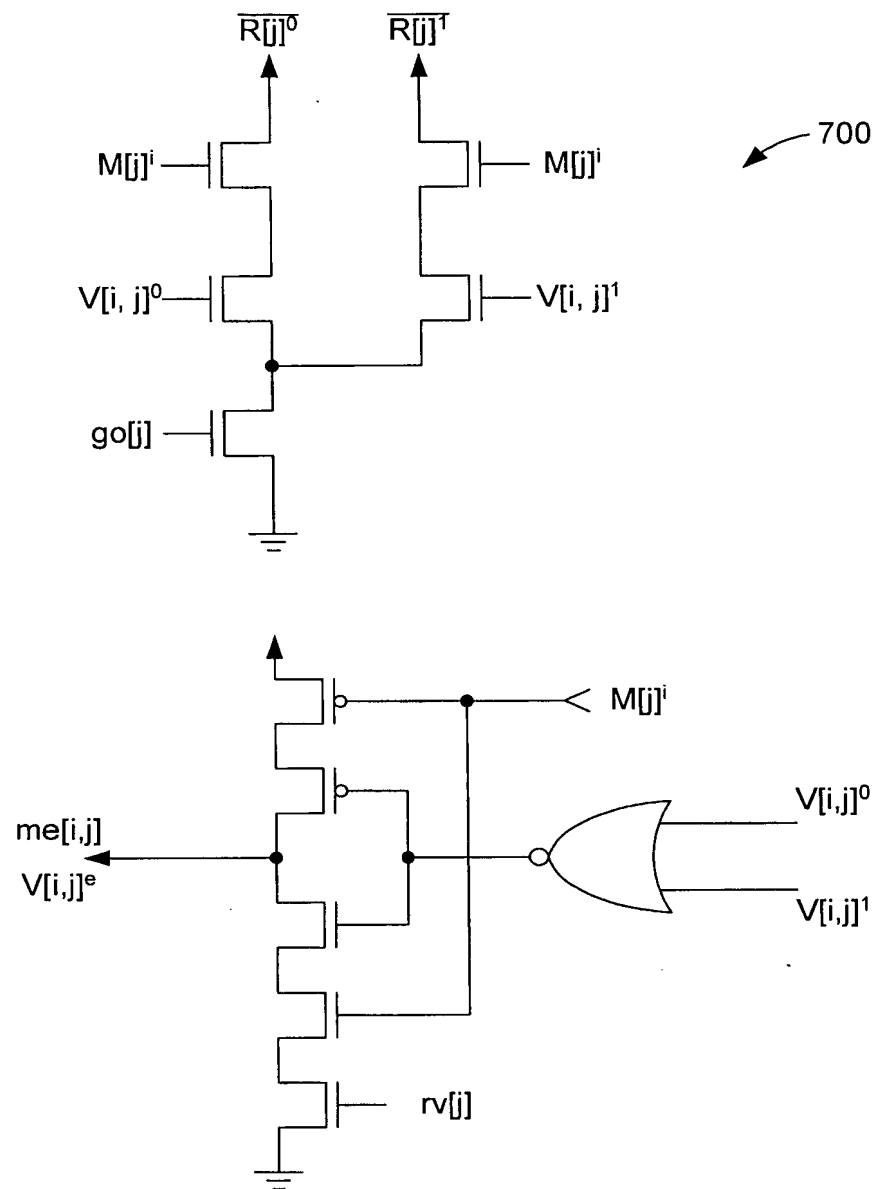 R[j]⁰ R[j]¹
700
M[j]ⁱ M[j]ⁱ
V[i, j]⁰ V[i, j]¹
go[j]
M[j]ⁱ
V[i,j]⁰
me[i,j]
V[i,j]ᵉ
V[i,j]¹
rv[j]